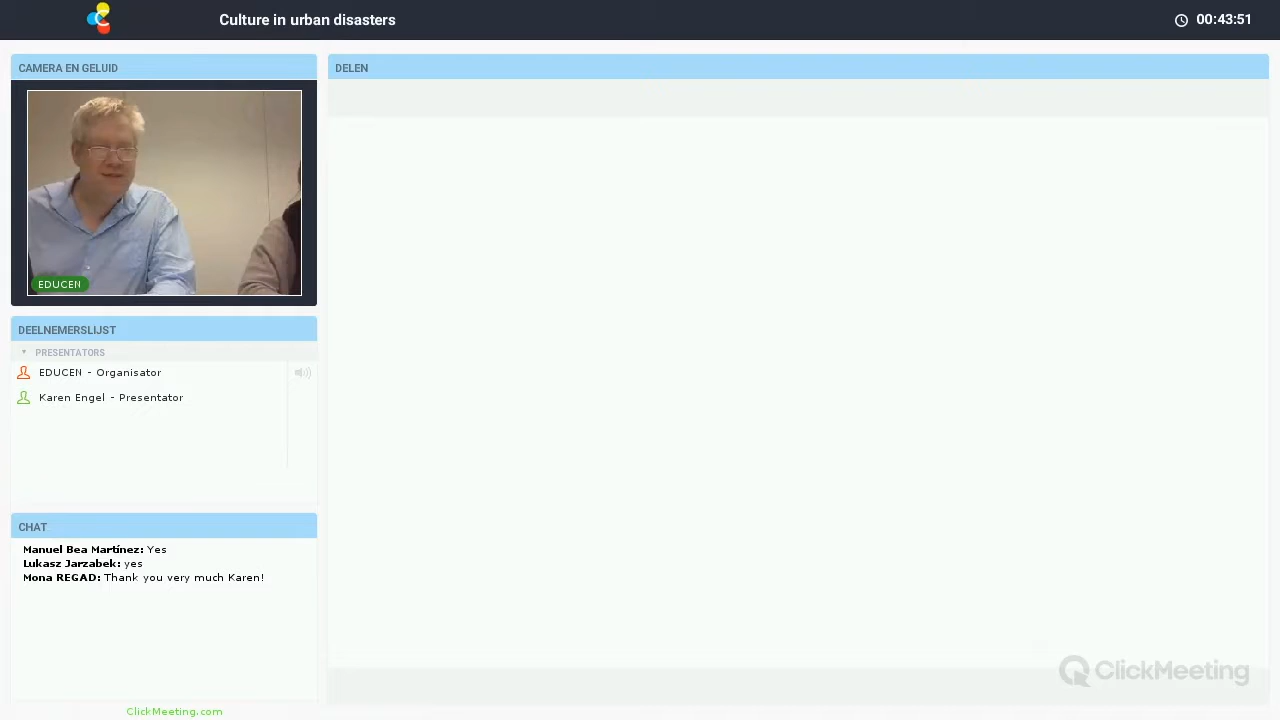 Culture in urban disasters
00:43:51
CAMERA EN GELUID
DELEN
EDUCEN
DEELNEMERSLIJST
PRESENTATORS
EDUCEN - Organisator
Karen Engel - Presentator
CHAT
Manuel Bea Martínez: Yes
Lukasz Jarzabek: yes
Mona REGAD: Thank you very much Karen!
ClickMeeting
ClickMeeting.com